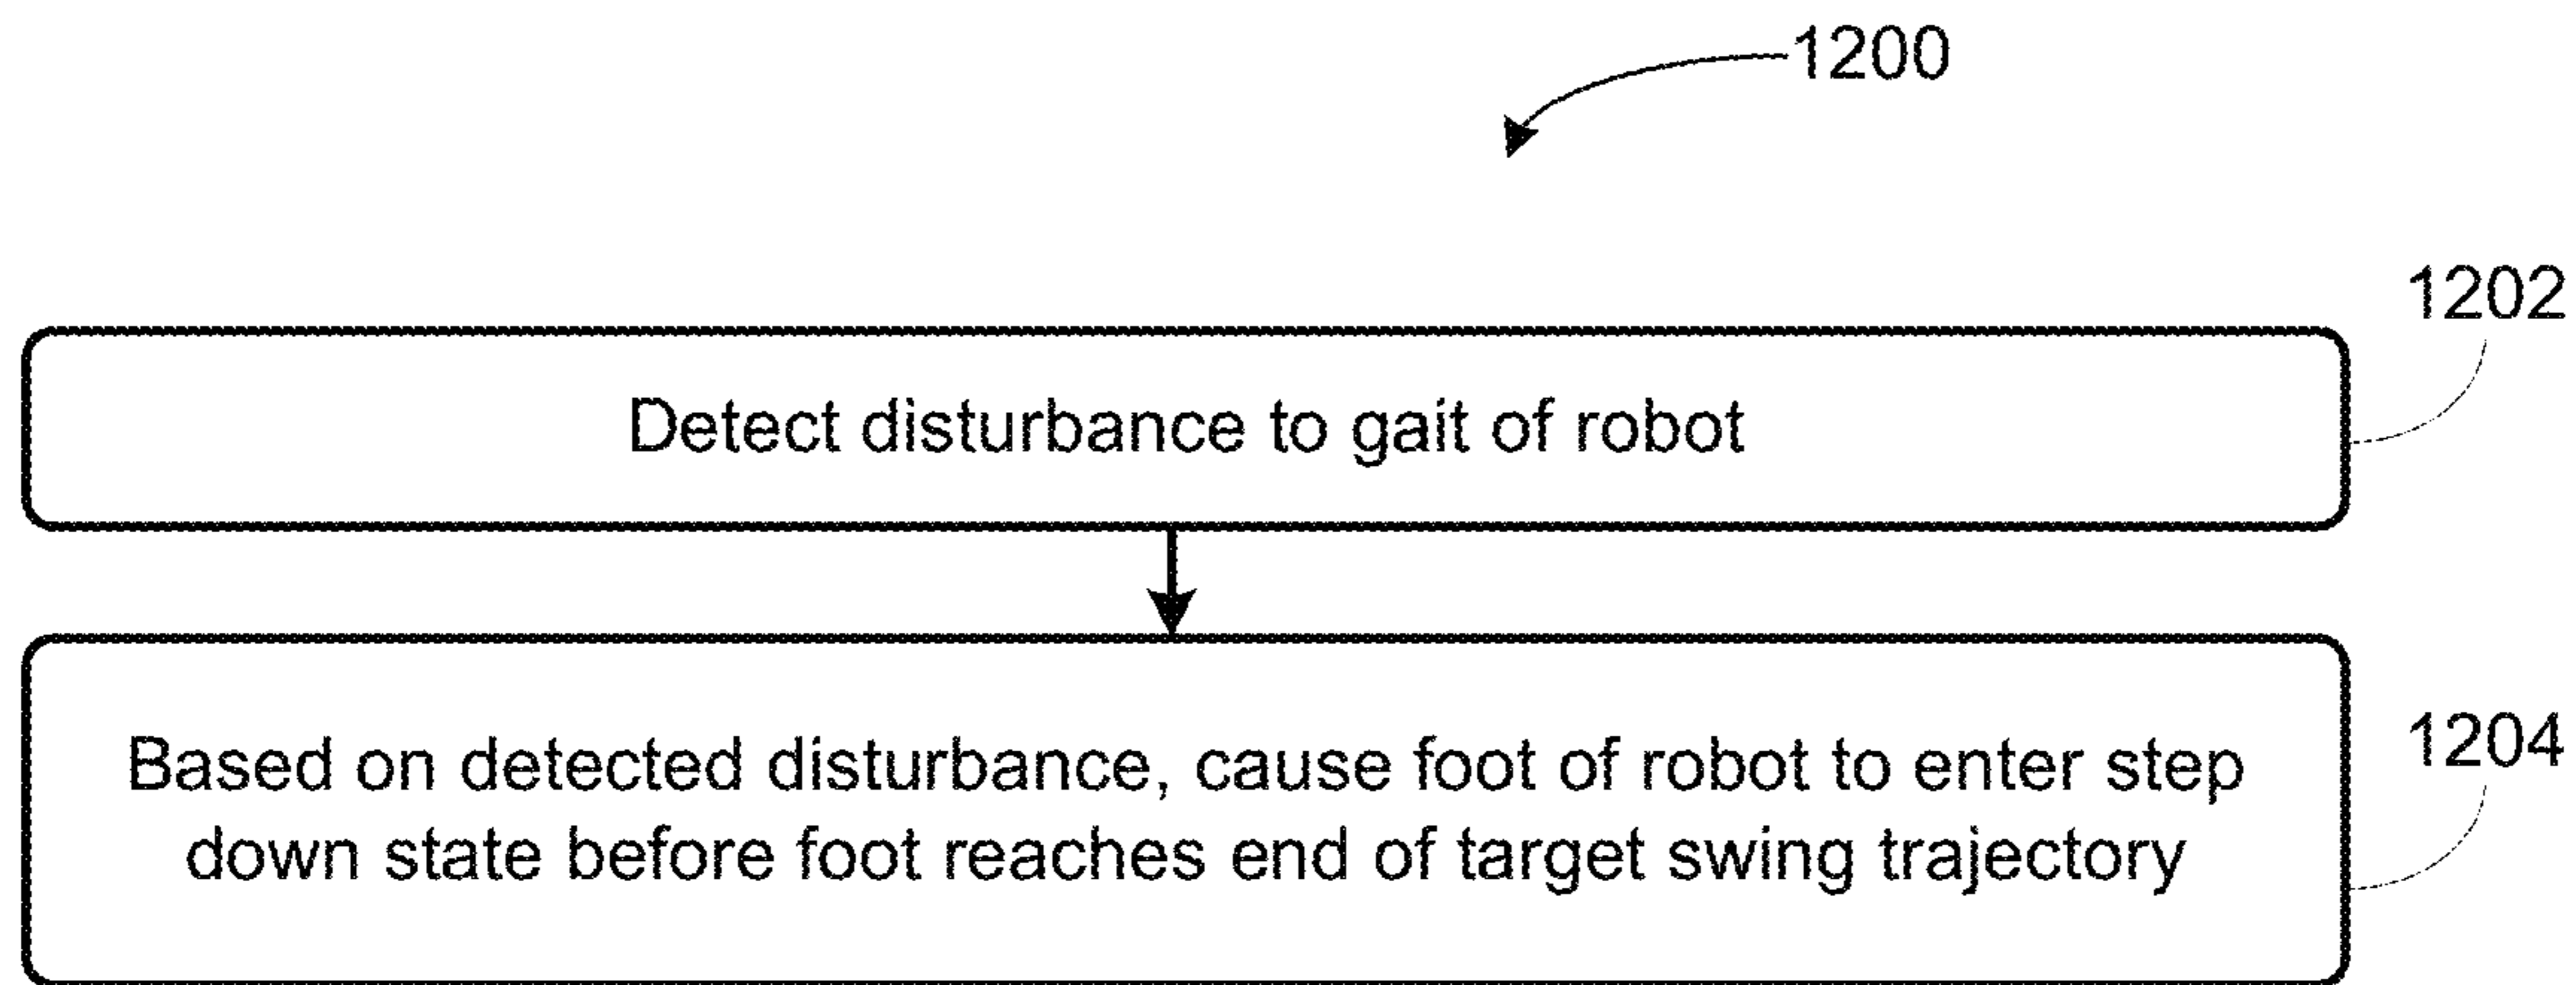 1200
1202
Detect disturbance to gait of robot
1204
Based on detected disturbance, cause foot of robot to enter step
down state before foot reaches end of target swing trajectory